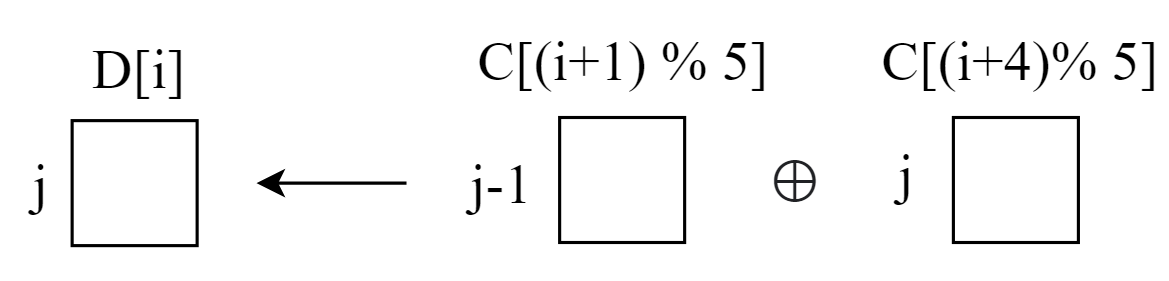 D[i] C[(i+1) % 5] C[(i+4)% 5]
j ← j-1 ⊕ j